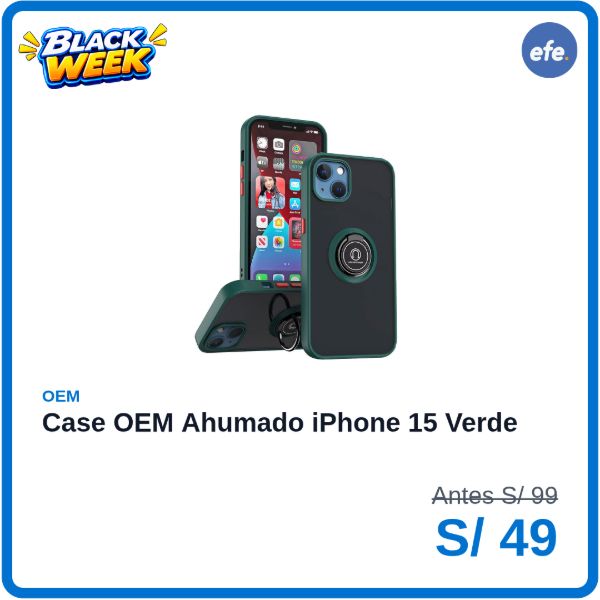 BLACK
WEEK
efe.
OEM
Case OEM Ahumado iPhone 15 Verde
Antes S/ 99
S/ 49